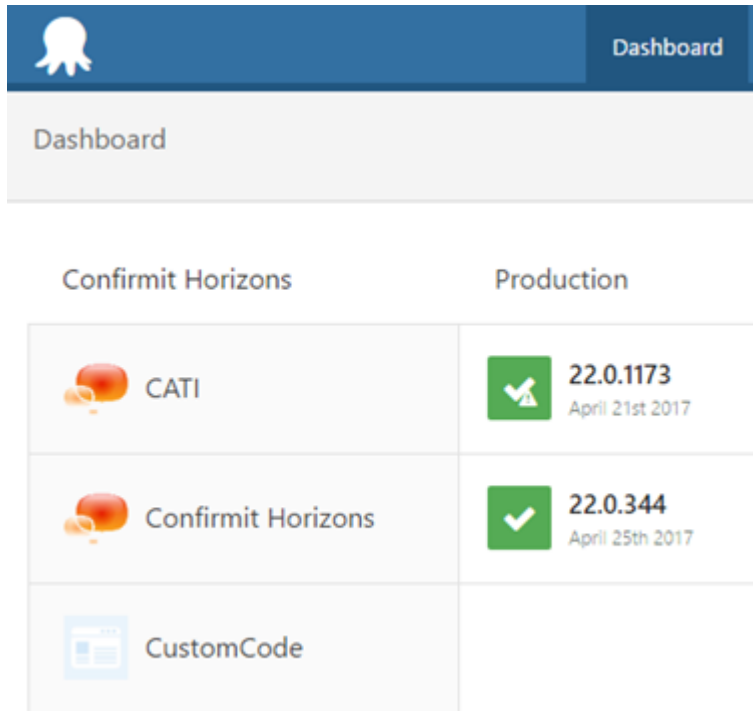 Dashboard
Dashboard
Confirmit Horizons
Production
CATI
22.0.1173
April 21st 2017
Confirmit Horizons
22.0.344
April 25th 2017
CustomCode